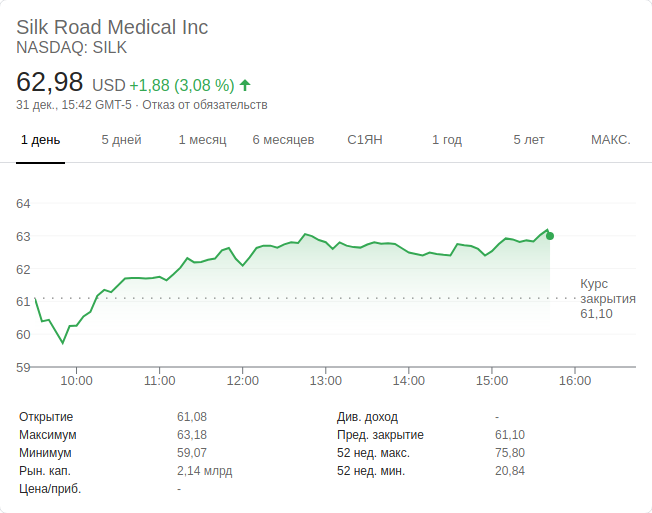 Silk Road Medical Inc
NASDAQ: SILK
62,98 USD +1,88 (3,08 %)
31 дек., 15:42 GMT-5 · Отказ от обязательств
1 день 5 дней 1 месяц 6 месяцев С1ЯН 1 год 5 лет МАКС.
64
63
62
61
60
59
Курс
закрытия
61,10
10:00 11:00 12:00 13:00 14:00 15:00 16:00
Открытие 61,08 Див. доход -
Максимум 63,18 Пред. закрытие 61,10
Минимум 59,07 52 нед. макс. 75,80
Рын. кап. 2,14 млрд 52 нед. мин. 20,84
Цена/приб. -